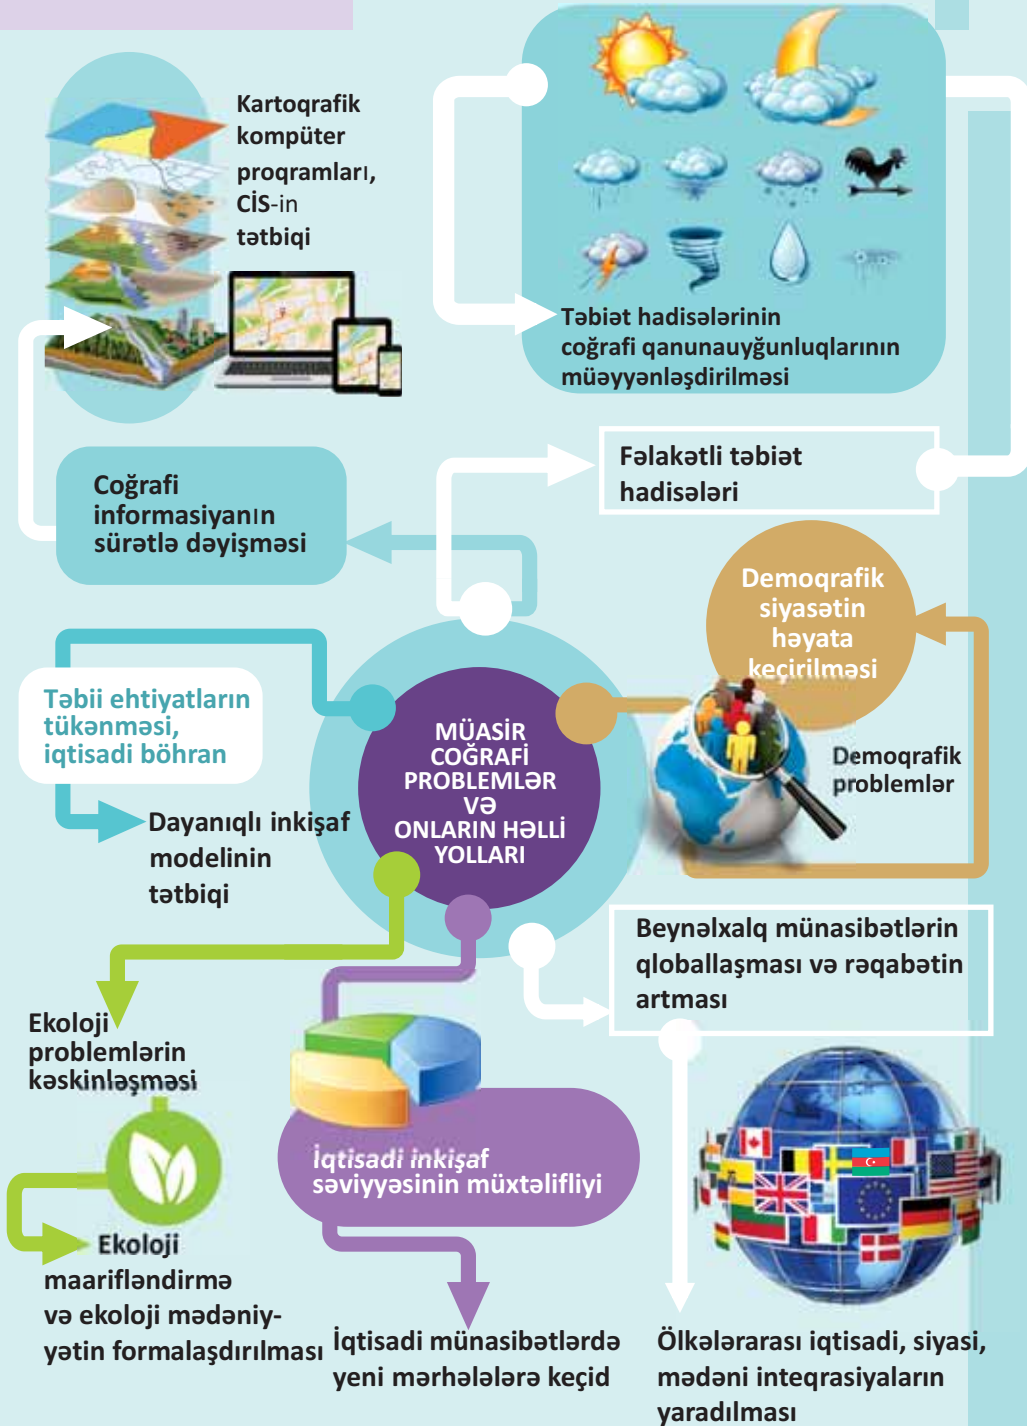 Kartoqrafik
kompüter
proqramları,
CİS-in
tətbiqi
Təbiət hadisələrinin
coğrafi qanunauyğunluqlarının
müəyyənləşdirilməsi
Fəlakətli təbiət
hadisələri
Coğrafi
informasiyanın
sürətlə dəyişməsi
Demoqrafik
siyasətin
həyata
keçirilməsi
Təbii ehtiyatların
tükənməsi,
iqtisadi böhran
MÜASİR
COĞRAFİ
PROBLEMLƏR
VƏ
ONLARIN HƏLLİ
YOLLARI
Demoqrafik
problemlər
Dayanıqlı inkişaf
modelinin
tətbiqi
Beynəlxalq münasibətlərin
qloballaşması və rəqabətin
artması
Ekoloji
problemlərin
kəskinləşməsi
İqtisadi inkişaf
səviyyəsinin müxtəlifliyi
Ekoloji
maarifləndirmə
və ekoloji mədəniy-
yətin formalaşdırılması
İqtisadi münasibətlərdə
yeni mərhələlərə keçid
Ölkələrarası iqtisadi, siyasi,
mədəni inteqrasiyaların
yaradılması